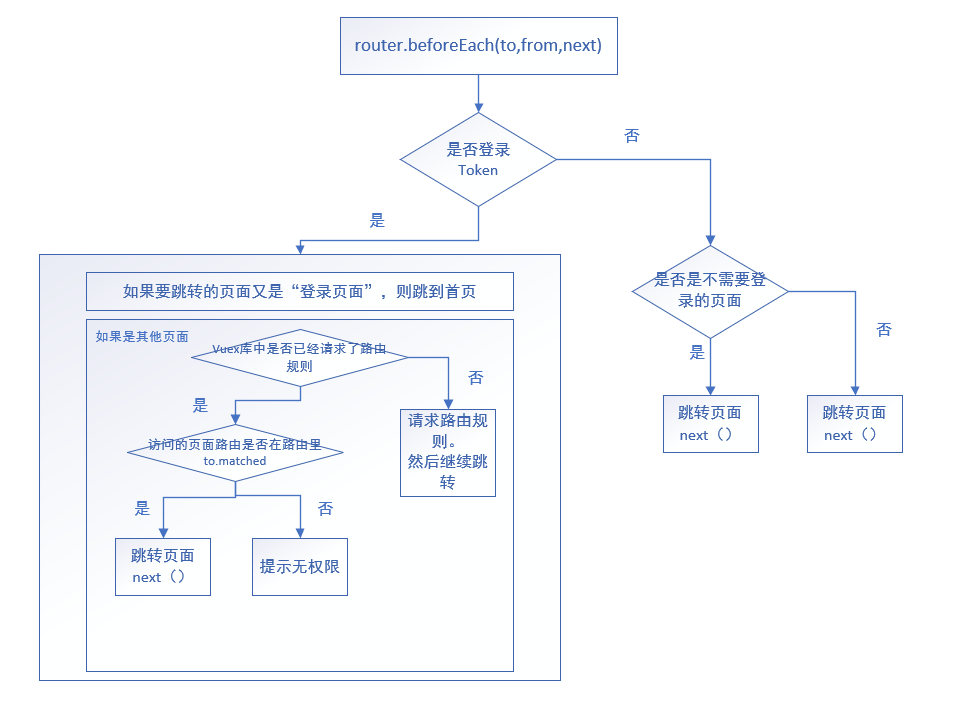 router.beforeEach(to,from,next)
是否登录
Token
否
是
如果要跳转的页面又是“登录页面”，则跳到首页
是否是不需要登
录的页面
如果是其他页面
Vuex库中是否已经请求了路由
规则
否
是
否
是
请求路由规
则。
然后继续跳
转
跳转页面
next（）
跳转页面
next（）
访问的页面路由是否在路由里
to.matched
是
否
跳转页面
next（）
提示无权限